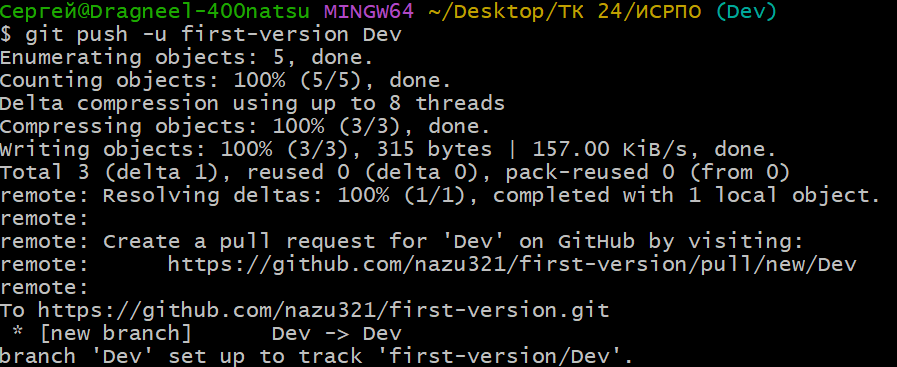 Сергей@Dragneel-400natsu MINGW64 ~/Desktop/ТК 24/ИСРПО (Dev)
$ git push -u first-version Dev
Enumerating objects: 5, done.
Counting objects: 100% (5/5), done.
Delta compression using up to 8 threads
Compressing objects: 100% (3/3), done.
Writing objects: 100% (3/3), 315 bytes | 157.00 KiB/s, done.
Total 3 (delta 1), reused 0 (delta 0), pack-reused 0 (from 0)
remote: Resolving deltas: 100% (1/1), completed with 1 local object.
remote:
remote: Create a pull request for 'Dev' on GitHub by visiting:
remote:      https://github.com/nazu321/first-version/pull/new/Dev
remote:
To https://github.com/nazu321/first-version.git
 * [new branch]      Dev -> Dev
branch 'Dev' set up to track 'first-version/Dev'.